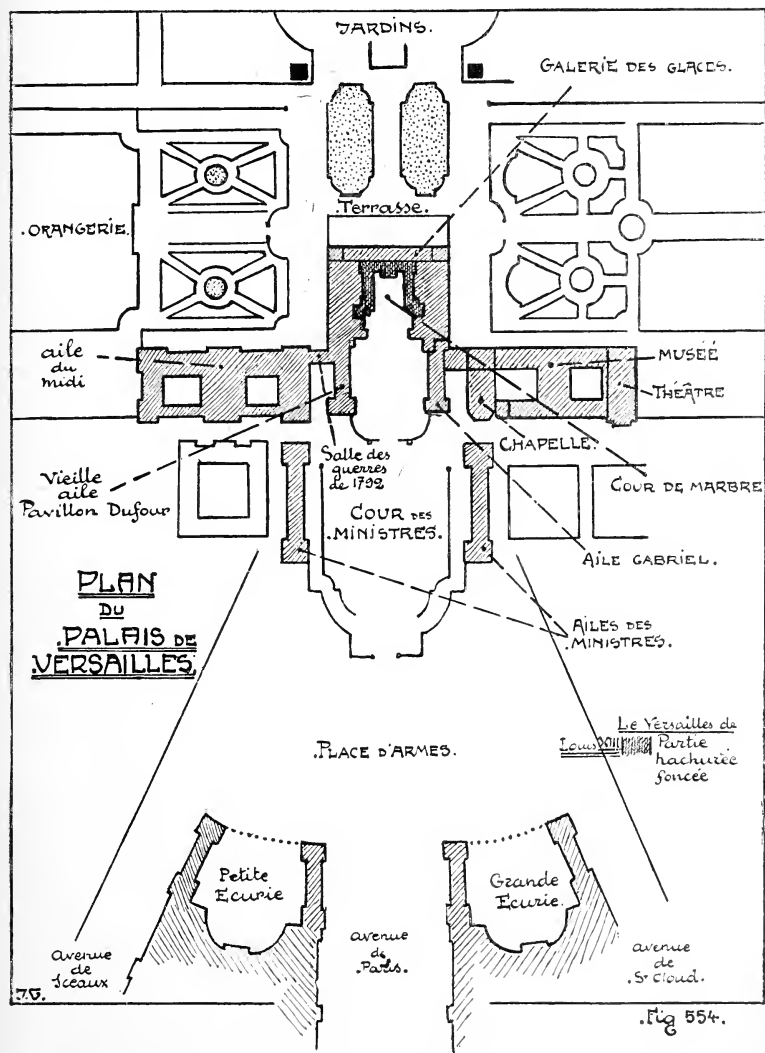 JARDINS.
GALERIE DES GLACES.
Terrasse.
.ORANGERIE.
aile
du
midi
MUSÉÉ
THÉÂTRE
CHAPELLE.
Salle des
guerres
de 1792
Vieille
aile
Pavillon Dufour
COUR DE MARBRE
COUR DES
.MINISTRES.
AILE GABRIEL.
PLAN
DU
.PALAIS DE
.VERSAILLES.
AILES DES
.MINISTRES.
Le Versailles de
Louis XIII Partie
hachurée
foncée
.PLACE D'ARMES.
Petite
Ecurie
Grande
Ecurie.
avenue
de
Sceaux
avenue
de
.Paris.
avenue
de
.St Cloud.
J.G.
.Fig 554.